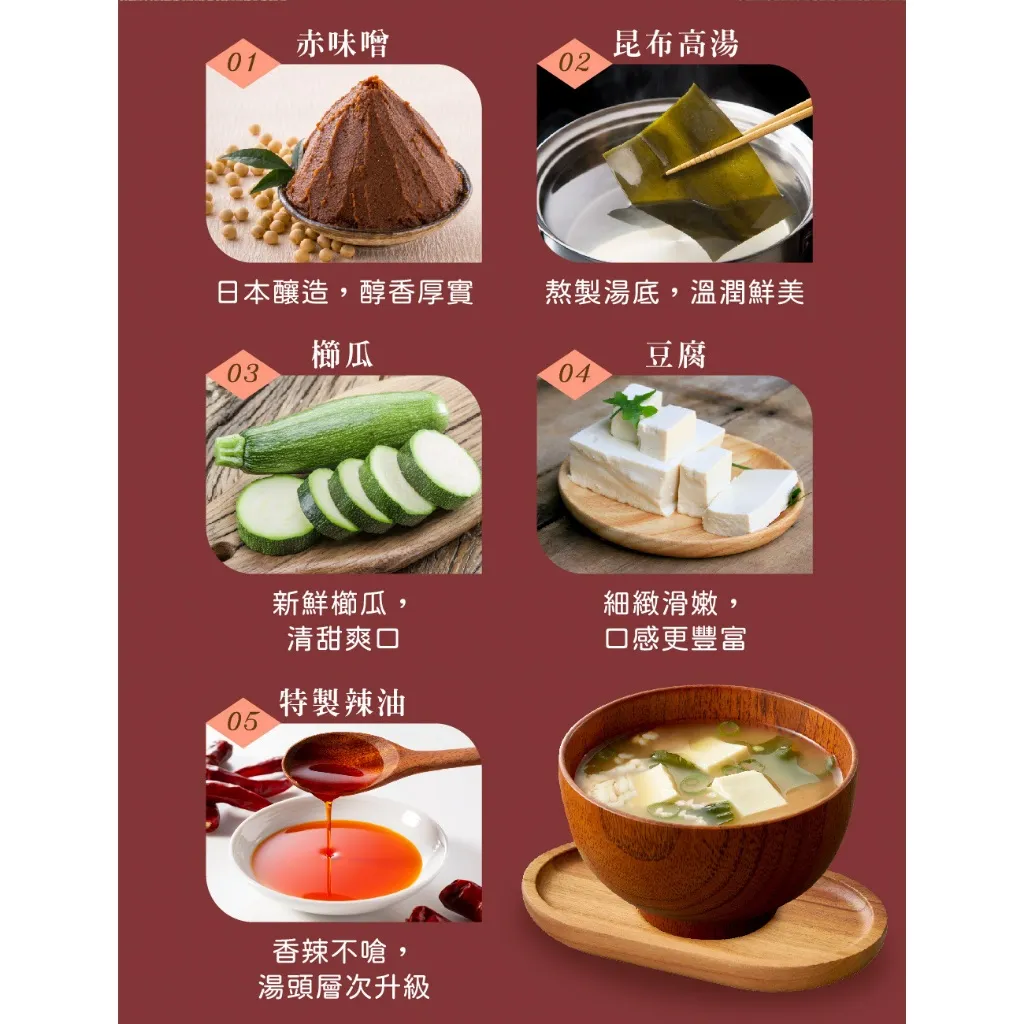 01
赤味噌
日本釀造，醇香厚實
02
昆布高湯
熬製湯底，溫潤鮮美
03
櫛瓜
新鮮櫛瓜，
清甜爽口
04
豆腐
細緻滑嫩，
口感更豐富
05
特製辣油
香辣不嗆，
湯頭層次升級